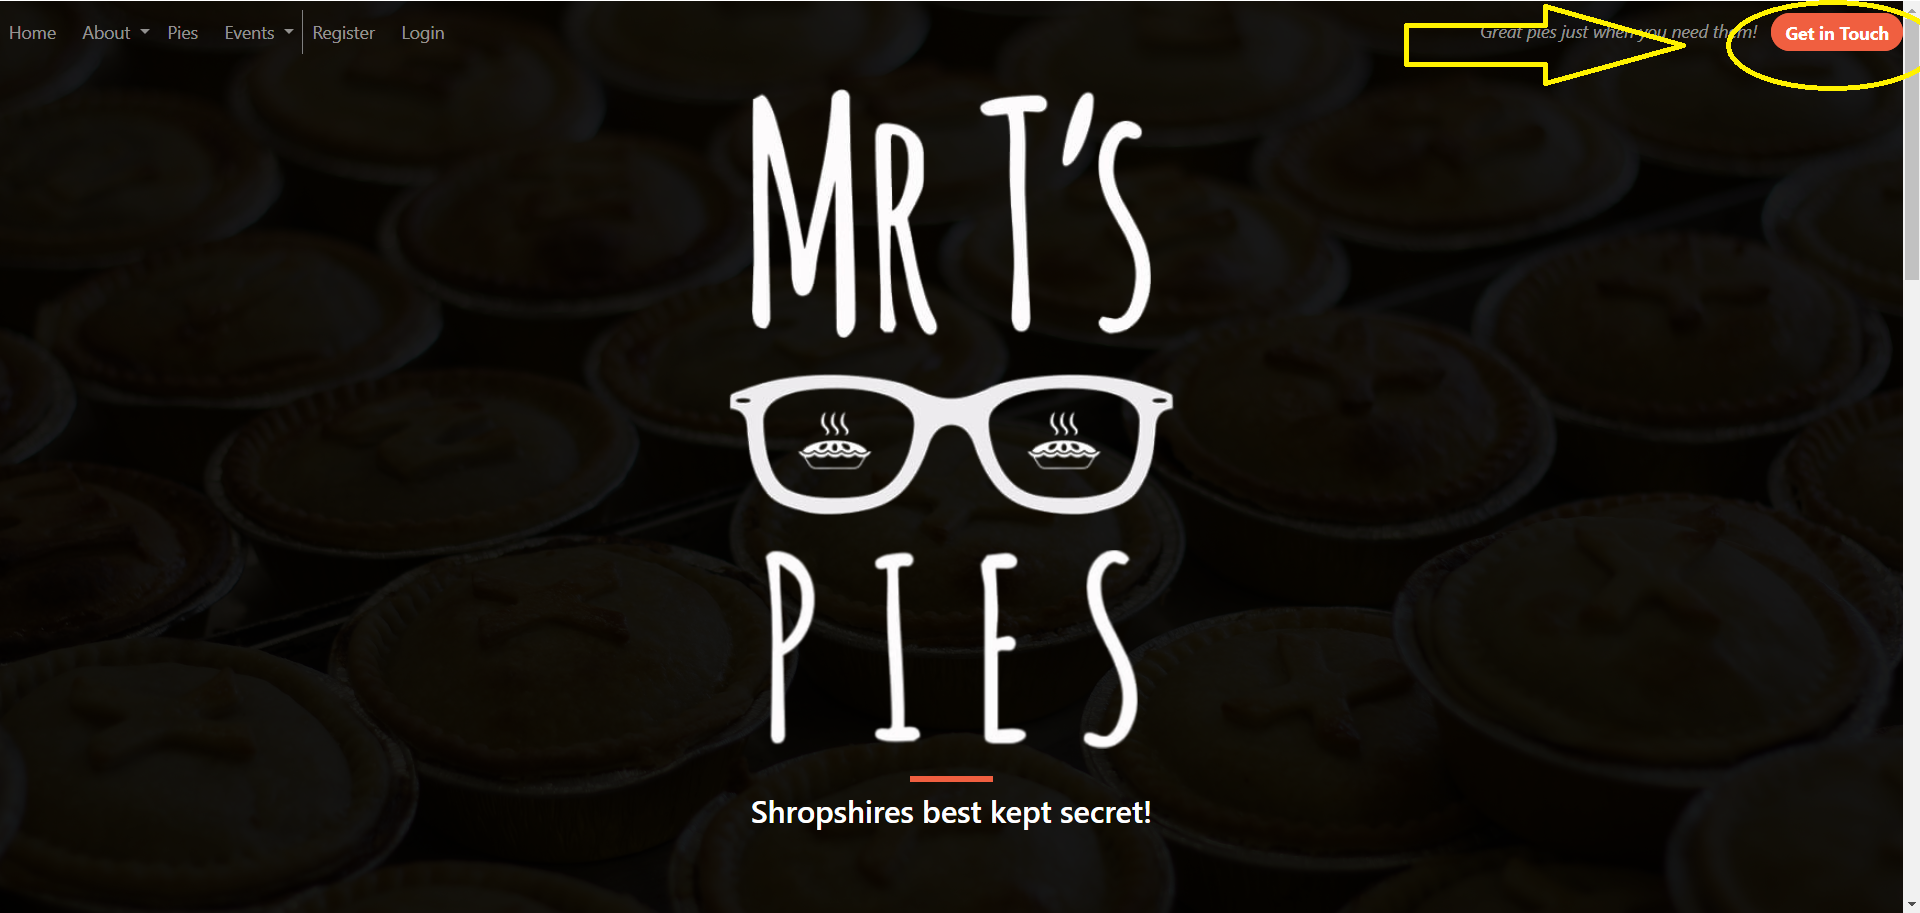 Home About Pies Events Register Login Great pies just when you need them! Get in Touch
MR T'S
PIES
Shropshires best kept secret!